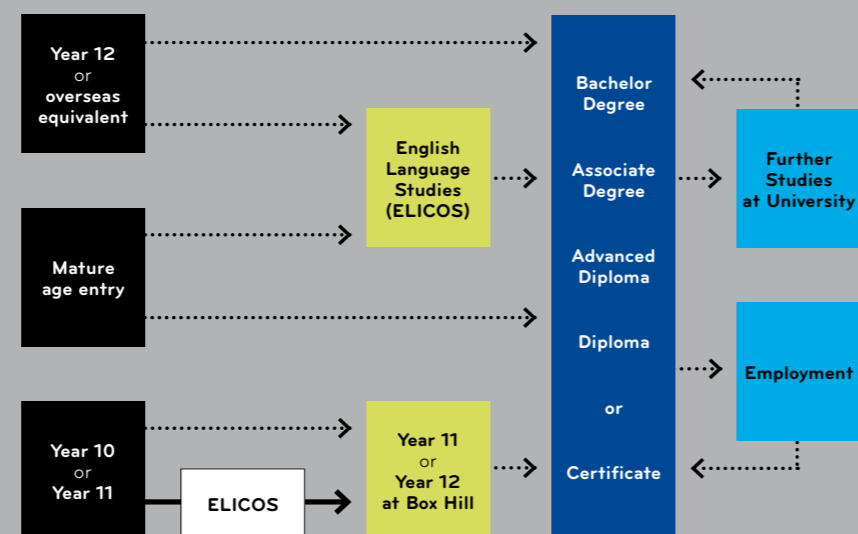 Year 12
or
overseas
equivalent
English
Language
Studies
(ELICOS)
Mature
age entry
Year 10
or
Year 11
ELICOS
Year 11
or
Year 12
at Box Hill
Bachelor
Degree
Associate
Degree
Advanced
Diploma
Diploma
or
Certificate
Further
Studies
at University
Employment